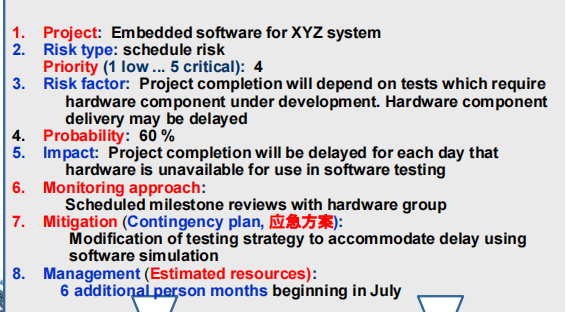 1. Project: Embedded software for XYZ system
2. Risk type: schedule risk
Priority (1 low ... 5 critical): 4
3. Risk factor: Project completion will depend on tests which require
hardware component under development. Hardware component
delivery may be delayed
4. Probability: 60 %
5. Impact: Project completion will be delayed for each day that
hardware is unavailable for use in software testing
6. Monitoring approach:
Scheduled milestone reviews with hardware group
7. Mitigation (Contingency plan, 应急方案):
Modification of testing strategy to accommodate delay using
software simulation
8. Management (Estimated resources):
6 additional person months beginning in July